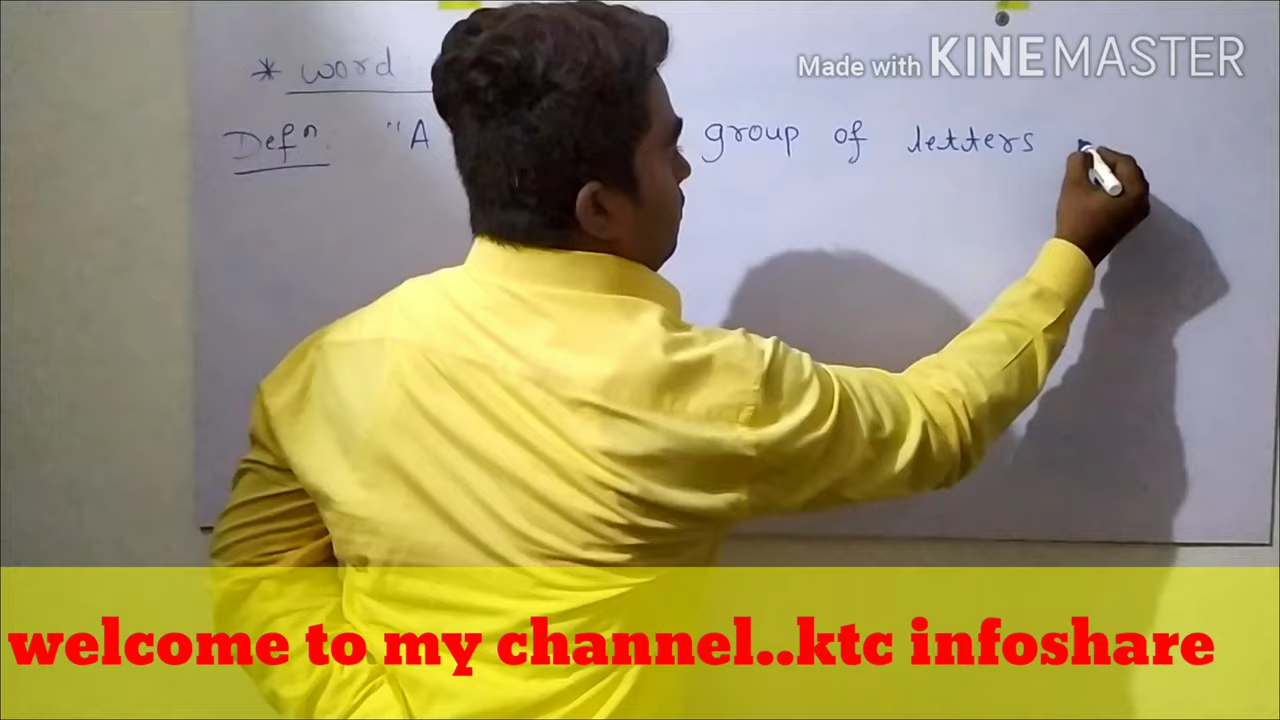 Made with KINEMASTER
* word
Defn. "A group of letters
welcome to my channel..ktc infoshare